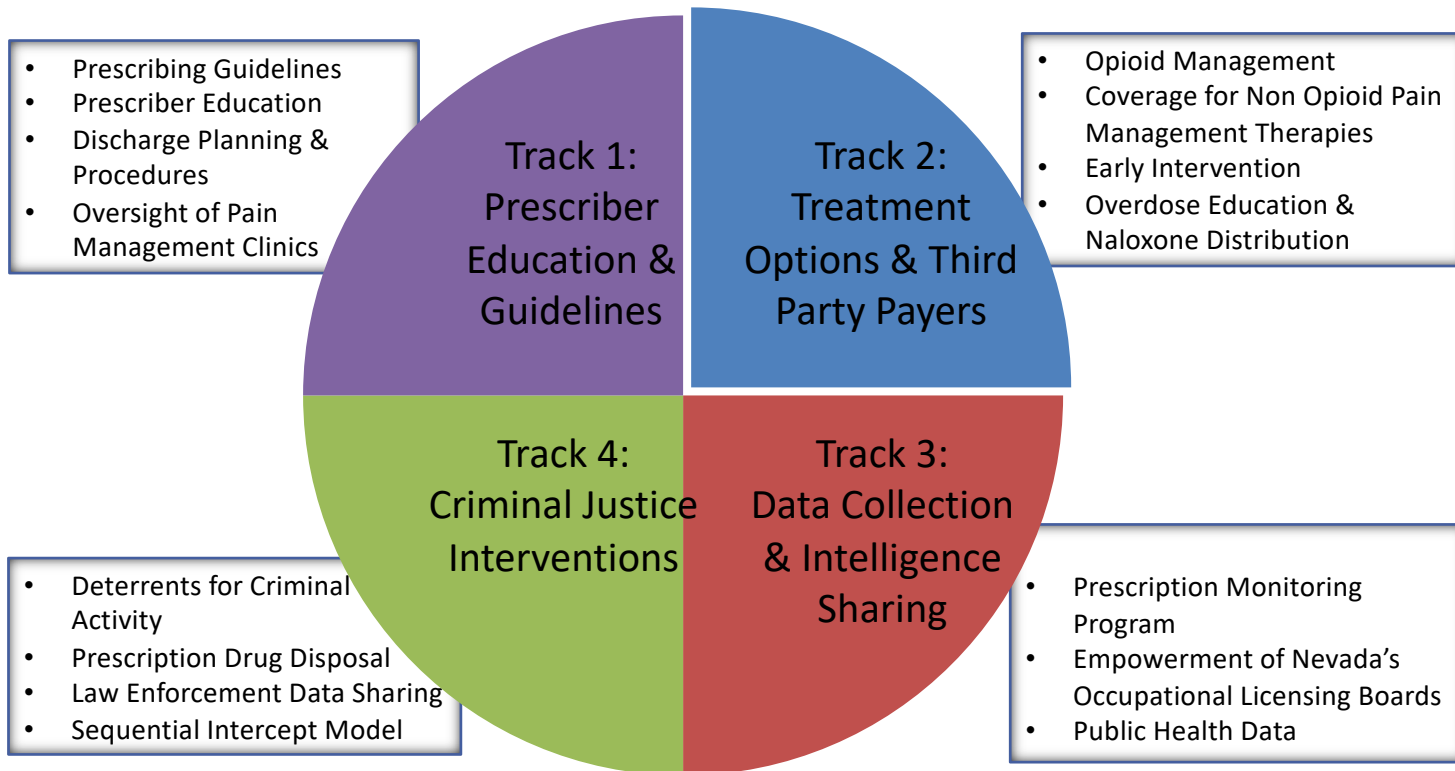 • Prescribing Guidelines
• Prescriber Education
• Discharge Planning &
Procedures
• Oversight of Pain
Management Clinics
Track 1:
Prescriber
Education &
Guidelines
Track 2:
Treatment
Options & Third
Party Payers
• Opioid Management
• Coverage for Non Opioid Pain
Management Therapies
• Early Intervention
• Overdose Education &
Naloxone Distribution
• Deterrents for Criminal
Activity
• Prescription Drug Disposal
• Law Enforcement Data Sharing
• Sequential Intercept Model
Track 4:
Criminal Justice
Interventions
Track 3:
Data Collection
& Intelligence
Sharing
• Prescription Monitoring
Program
• Empowerment of Nevada’s
Occupational Licensing Boards
• Public Health Data